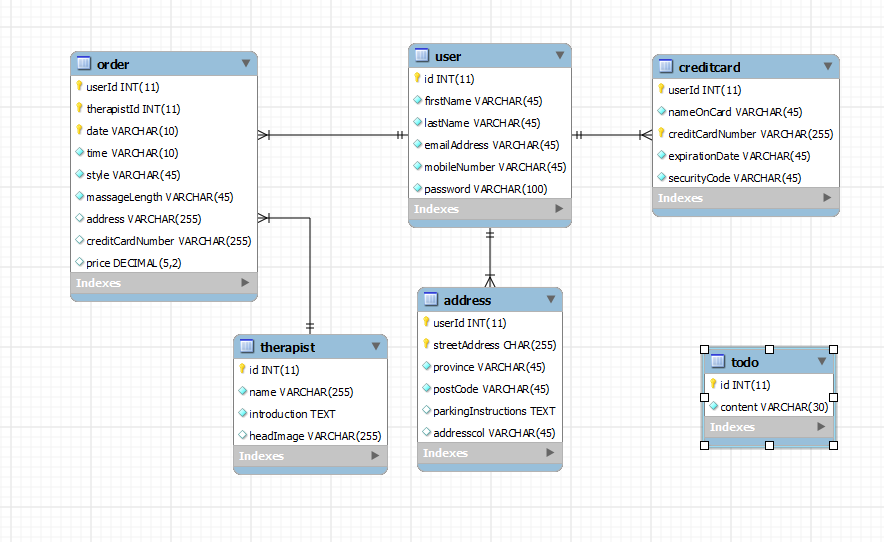 order
userId INT(11)
therapistId INT(11)
date VARCHAR(10)
time VARCHAR(10)
style VARCHAR(45)
massageLength VARCHAR(45)
address VARCHAR(255)
creditCardNumber VARCHAR(255)
price DECIMAL(5,2)
Indexes
user
id INT(11)
firstName VARCHAR(45)
lastName VARCHAR(45)
emailAddress VARCHAR(45)
mobileNumber VARCHAR(45)
password VARCHAR(100)
Indexes
creditcard
userId INT(11)
nameOnCard VARCHAR(45)
creditCardNumber VARCHAR(255)
expirationDate VARCHAR(45)
securityCode VARCHAR(45)
Indexes
therapist
id INT(11)
name VARCHAR(255)
introduction TEXT
headImage VARCHAR(255)
Indexes
address
userId INT(11)
streetAddress CHAR(255)
province VARCHAR(45)
postCode VARCHAR(45)
parkingInstructions TEXT
addresscol VARCHAR(45)
Indexes
todo
id INT(11)
content VARCHAR(30)
Indexes